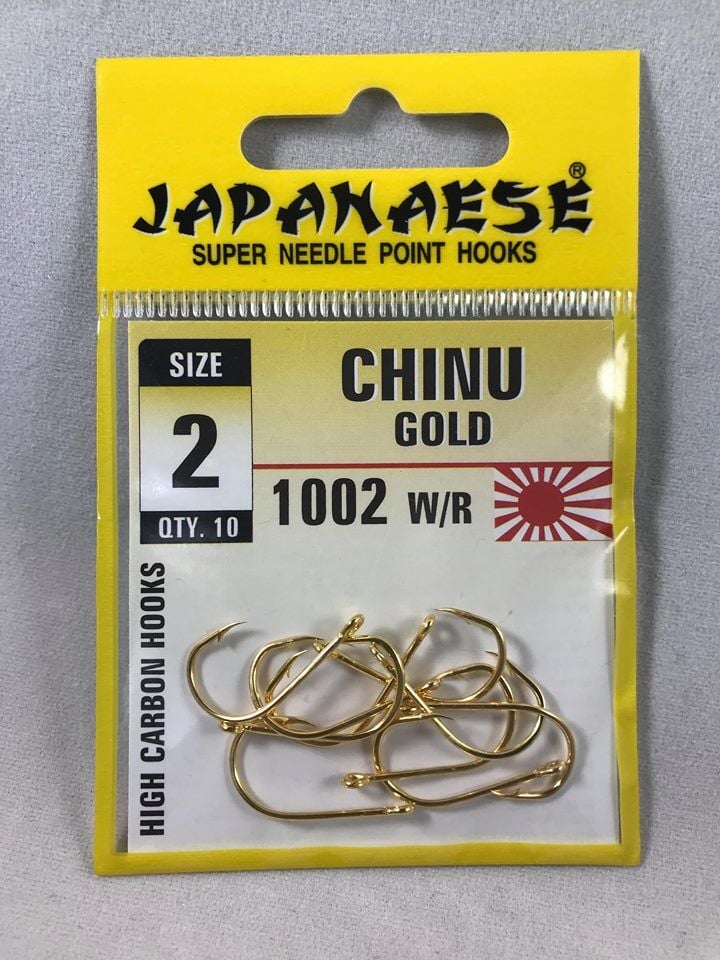 JAPANAESE®
SUPER NEEDLE POINT HOOKS
SIZE
2
QTY. 10
CHINU
GOLD
1002 W/R
HIGH CARBON HOOKS